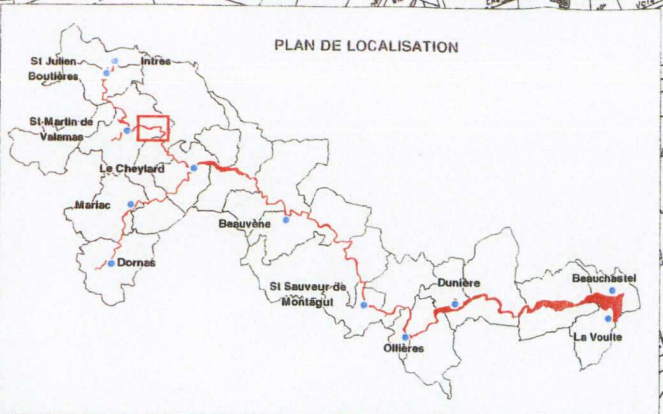 PLAN DE LOCALISATION
St Julien
Boutières
Intres
St Martin de
Valamas
Le Cheylard
Mariac
Beauvène
Dornas
St Sauveur de
Montagut
Dunière
Beauchastel
Ollières
La Voulte